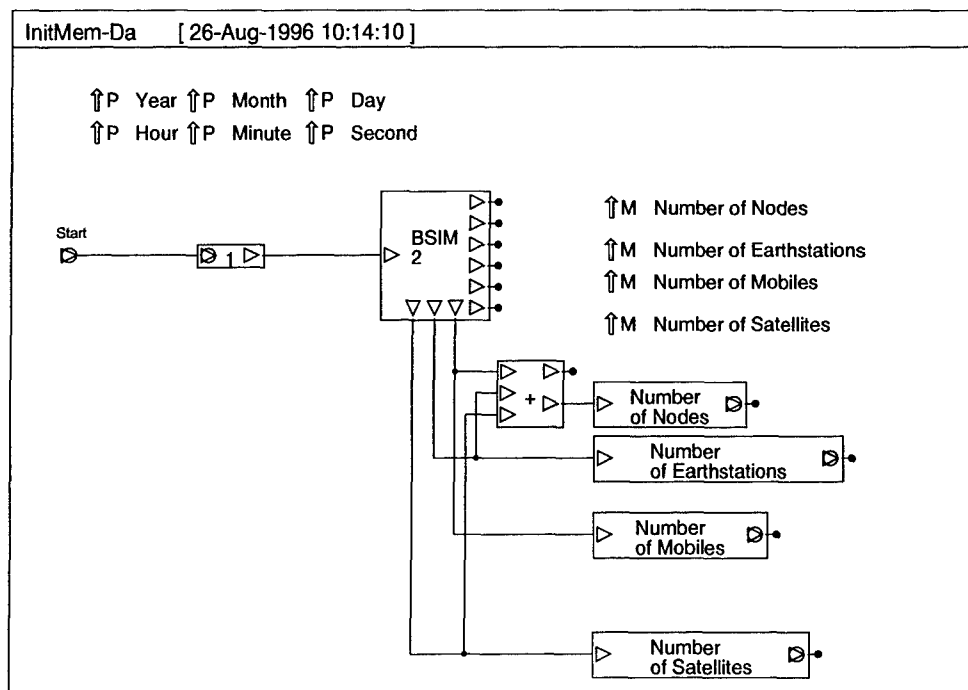 InitMem-Da [ 26-Aug-1996 10:14:10 ]
⇑P Year ⇑P Month ⇑P Day
⇑P Hour ⇑P Minute ⇑P Second
Start
1
BSIM
2
⇑M Number of Nodes
⇑M Number of Earthstations
⇑M Number of Mobiles
⇑M Number of Satellites
+
Number
of Nodes
Number
of Earthstations
Number
of Mobiles
Number
of Satellites